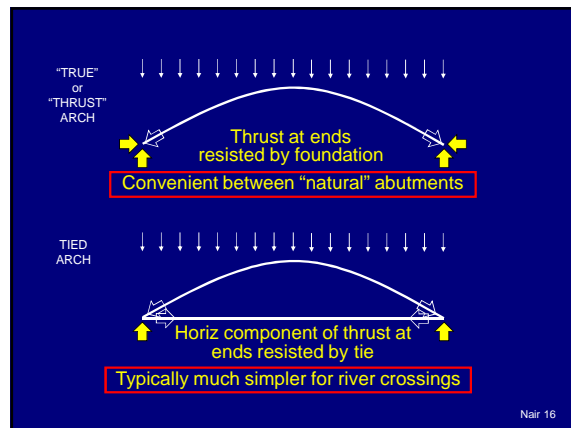 “TRUE”
or
“THRUST”
ARCH
Thrust at ends
resisted by foundation
Convenient between “natural” abutments
TIED
ARCH
Horiz component of thrust at
ends resisted by tie
Typically much simpler for river crossings
Nair 16